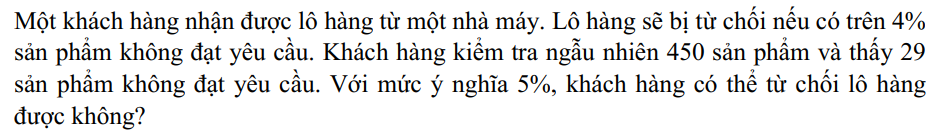 Một khách hàng nhận được lô hàng từ một nhà máy. Lô hàng sẽ bị từ chối nếu có trên 4%
sản phẩm không đạt yêu cầu. Khách hàng kiểm tra ngẫu nhiên 450 sản phẩm và thấy 29
sản phẩm không đạt yêu cầu. Với mức ý nghĩa 5%, khách hàng có thể từ chối lô hàng
được không?